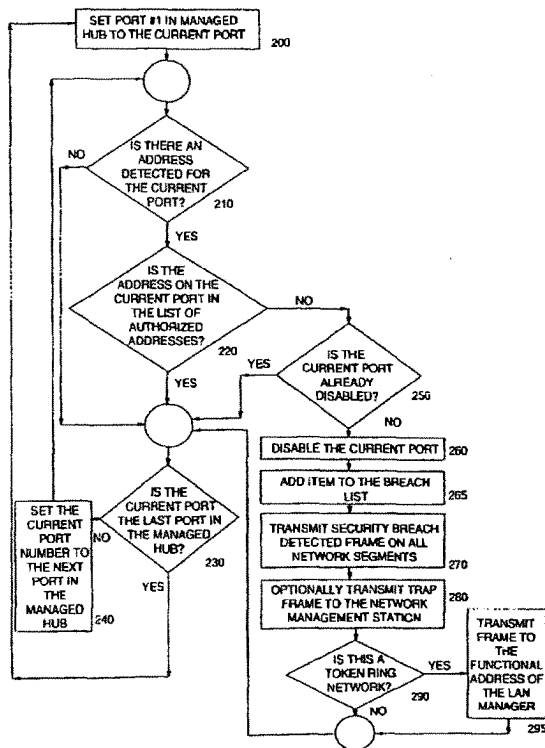 SET PORT #1 IN MANAGED
HUB TO THE CURRENT PORT
200
IS THERE AN
ADDRESS
DETECTED FOR
THE CURRENT
PORT?
NO
210
YES
IS THE
ADDRESS ON THE
CURRENT PORT IN
THE LIST OF
AUTHORIZED
ADDRESSES?
NO
220
YES
IS THE
CURRENT PORT
ALREADY
DISABLED?
YES
250
NO
DISABLE THE CURRENT PORT
260
ADD ITEM TO THE BREACH
LIST
265
TRANSMIT SECURITY BREACH
DETECTED FRAME ON ALL
NETWORK SEGMENTS
270
OPTIONALLY TRANSMIT TRAP
FRAME TO THE NETWORK
MANAGEMENT STATION
280
IS THIS A
TOKEN RING
NETWORK?
YES
290
NO
TRANSMIT
FRAME TO
THE
FUNCTIONAL
ADDRESS OF
THE LAN
MANAGER
295
IS THE
CURRENT PORT
THE LAST PORT IN
THE MANAGED
HUB?
NO
230
YES
SET THE
CURRENT
PORT
NUMBER TO
THE NEXT
PORT IN
THE
MANAGED
HUB
240